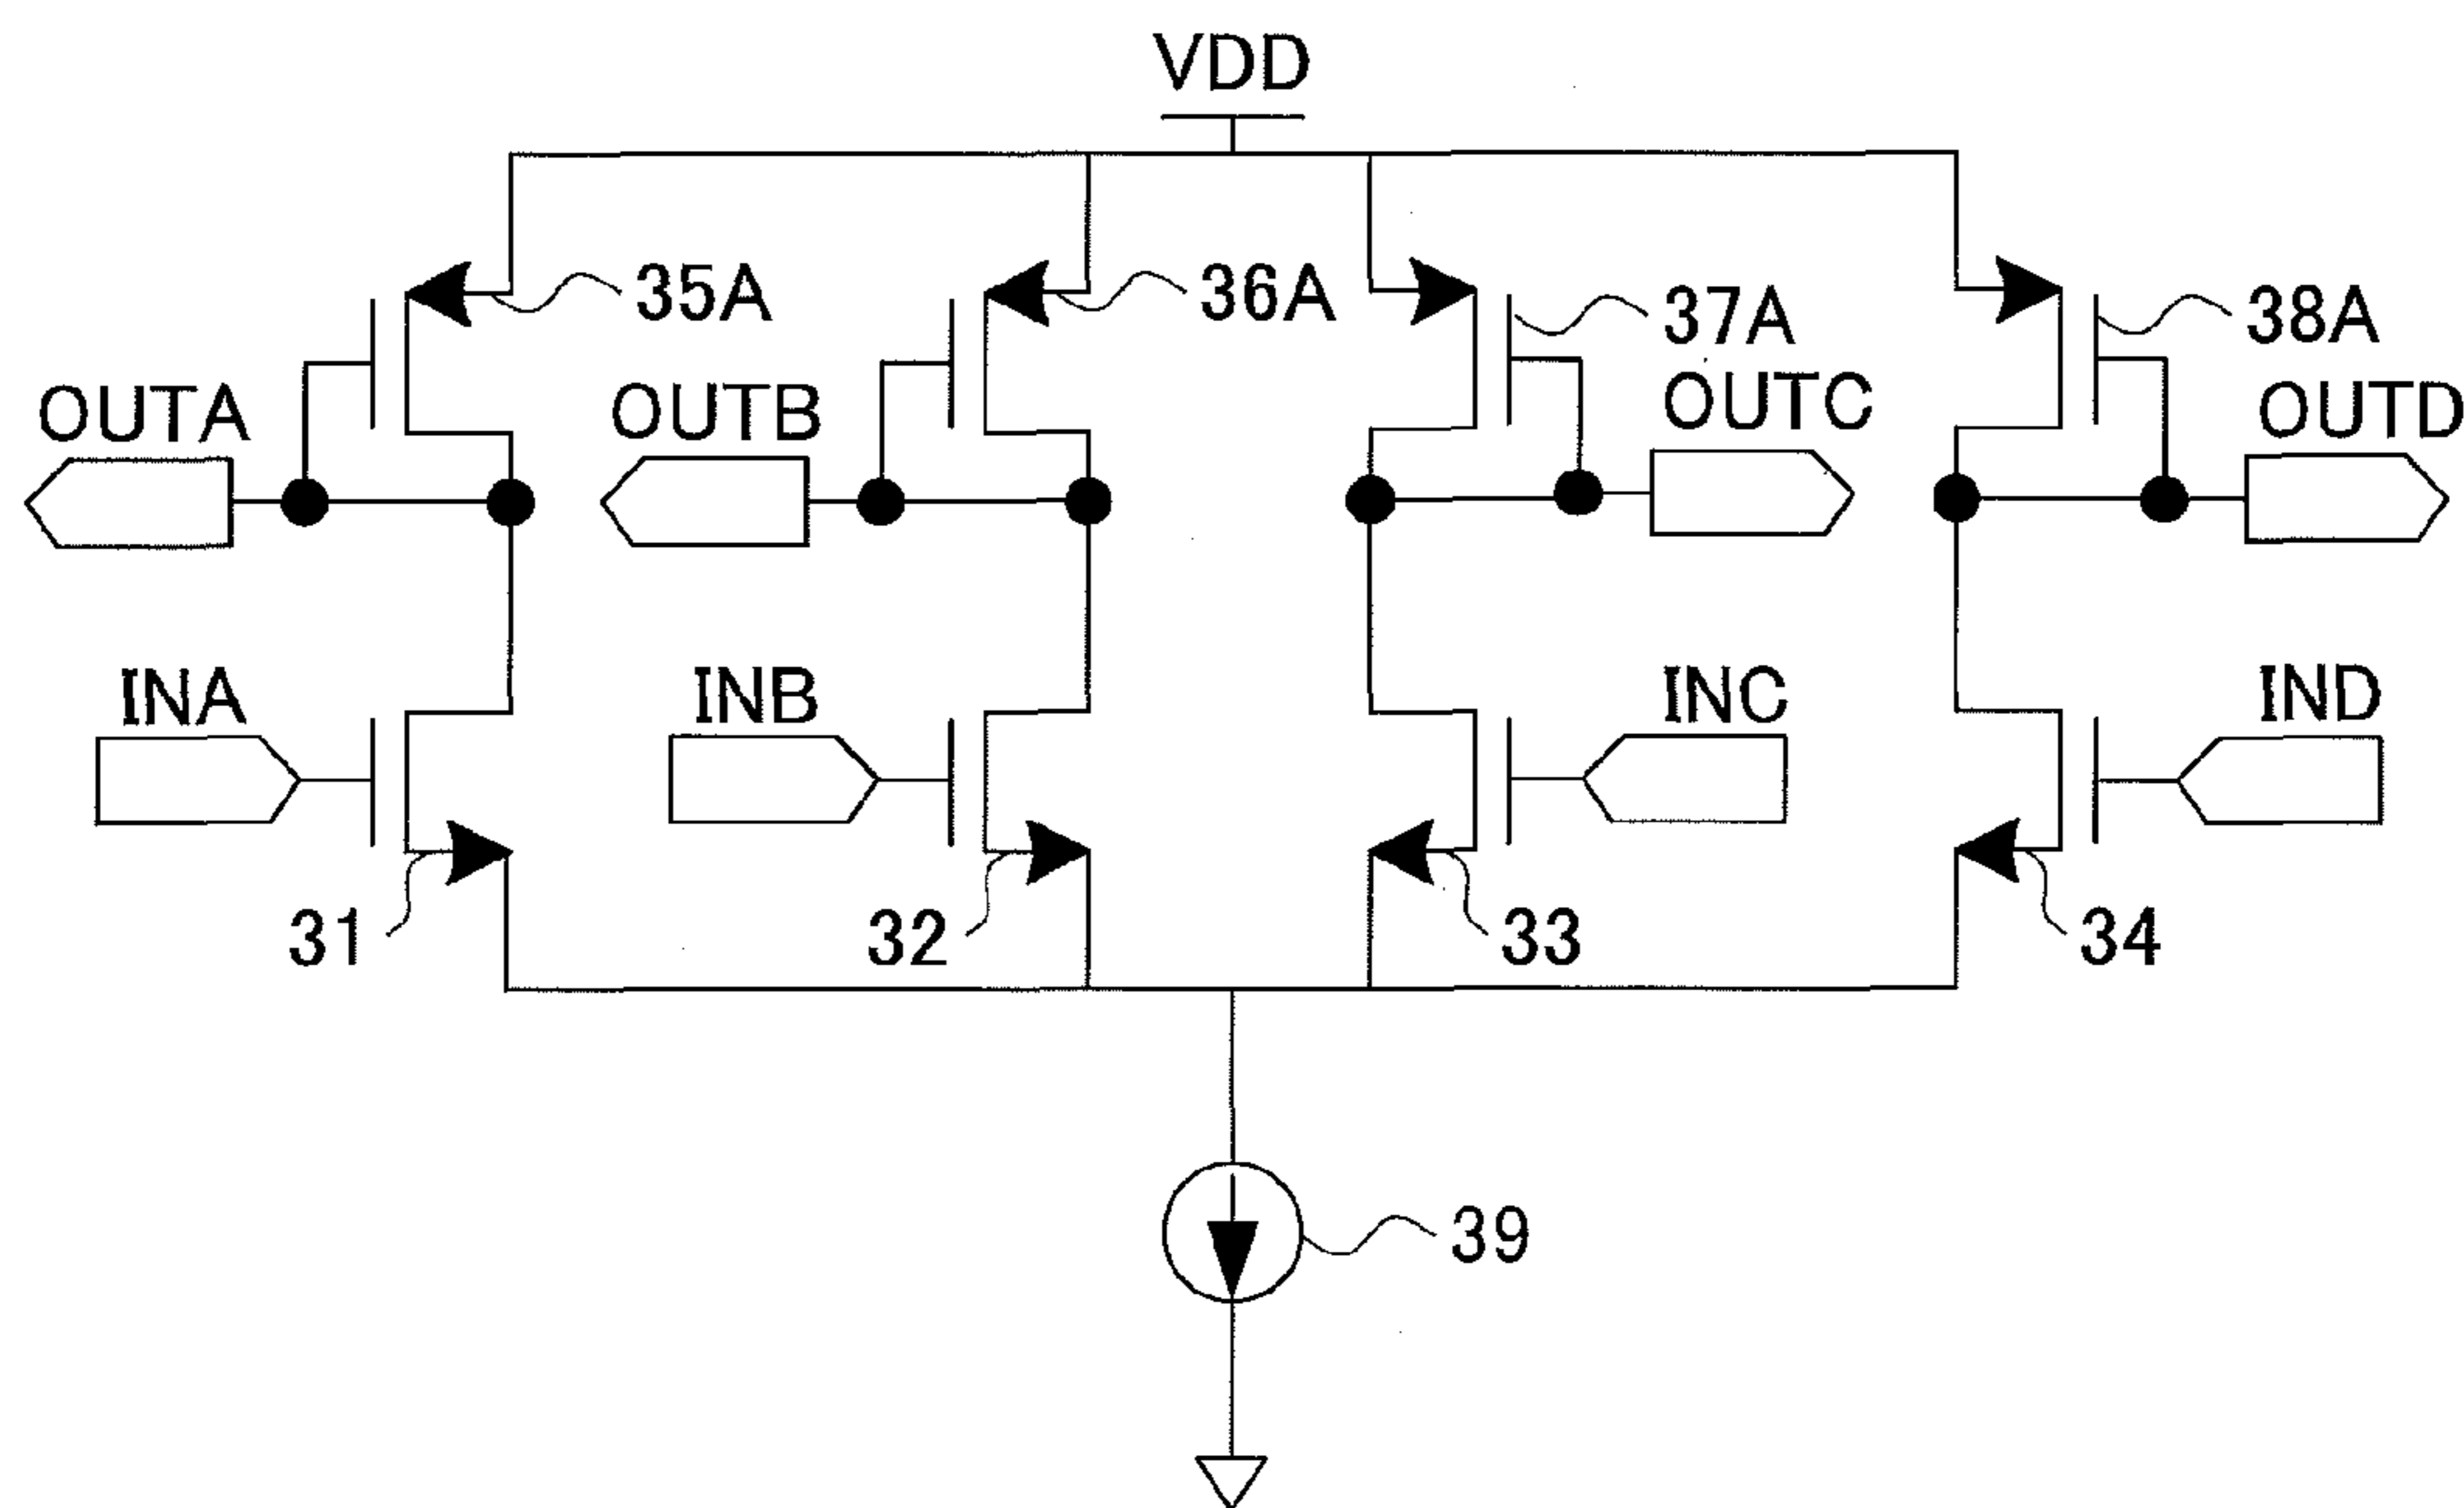 VDD
35A
36A
37A
38A
OUTA
OUTB
OUTC
OUTD
INA
INB
INC
IND
31
32
33
34
39